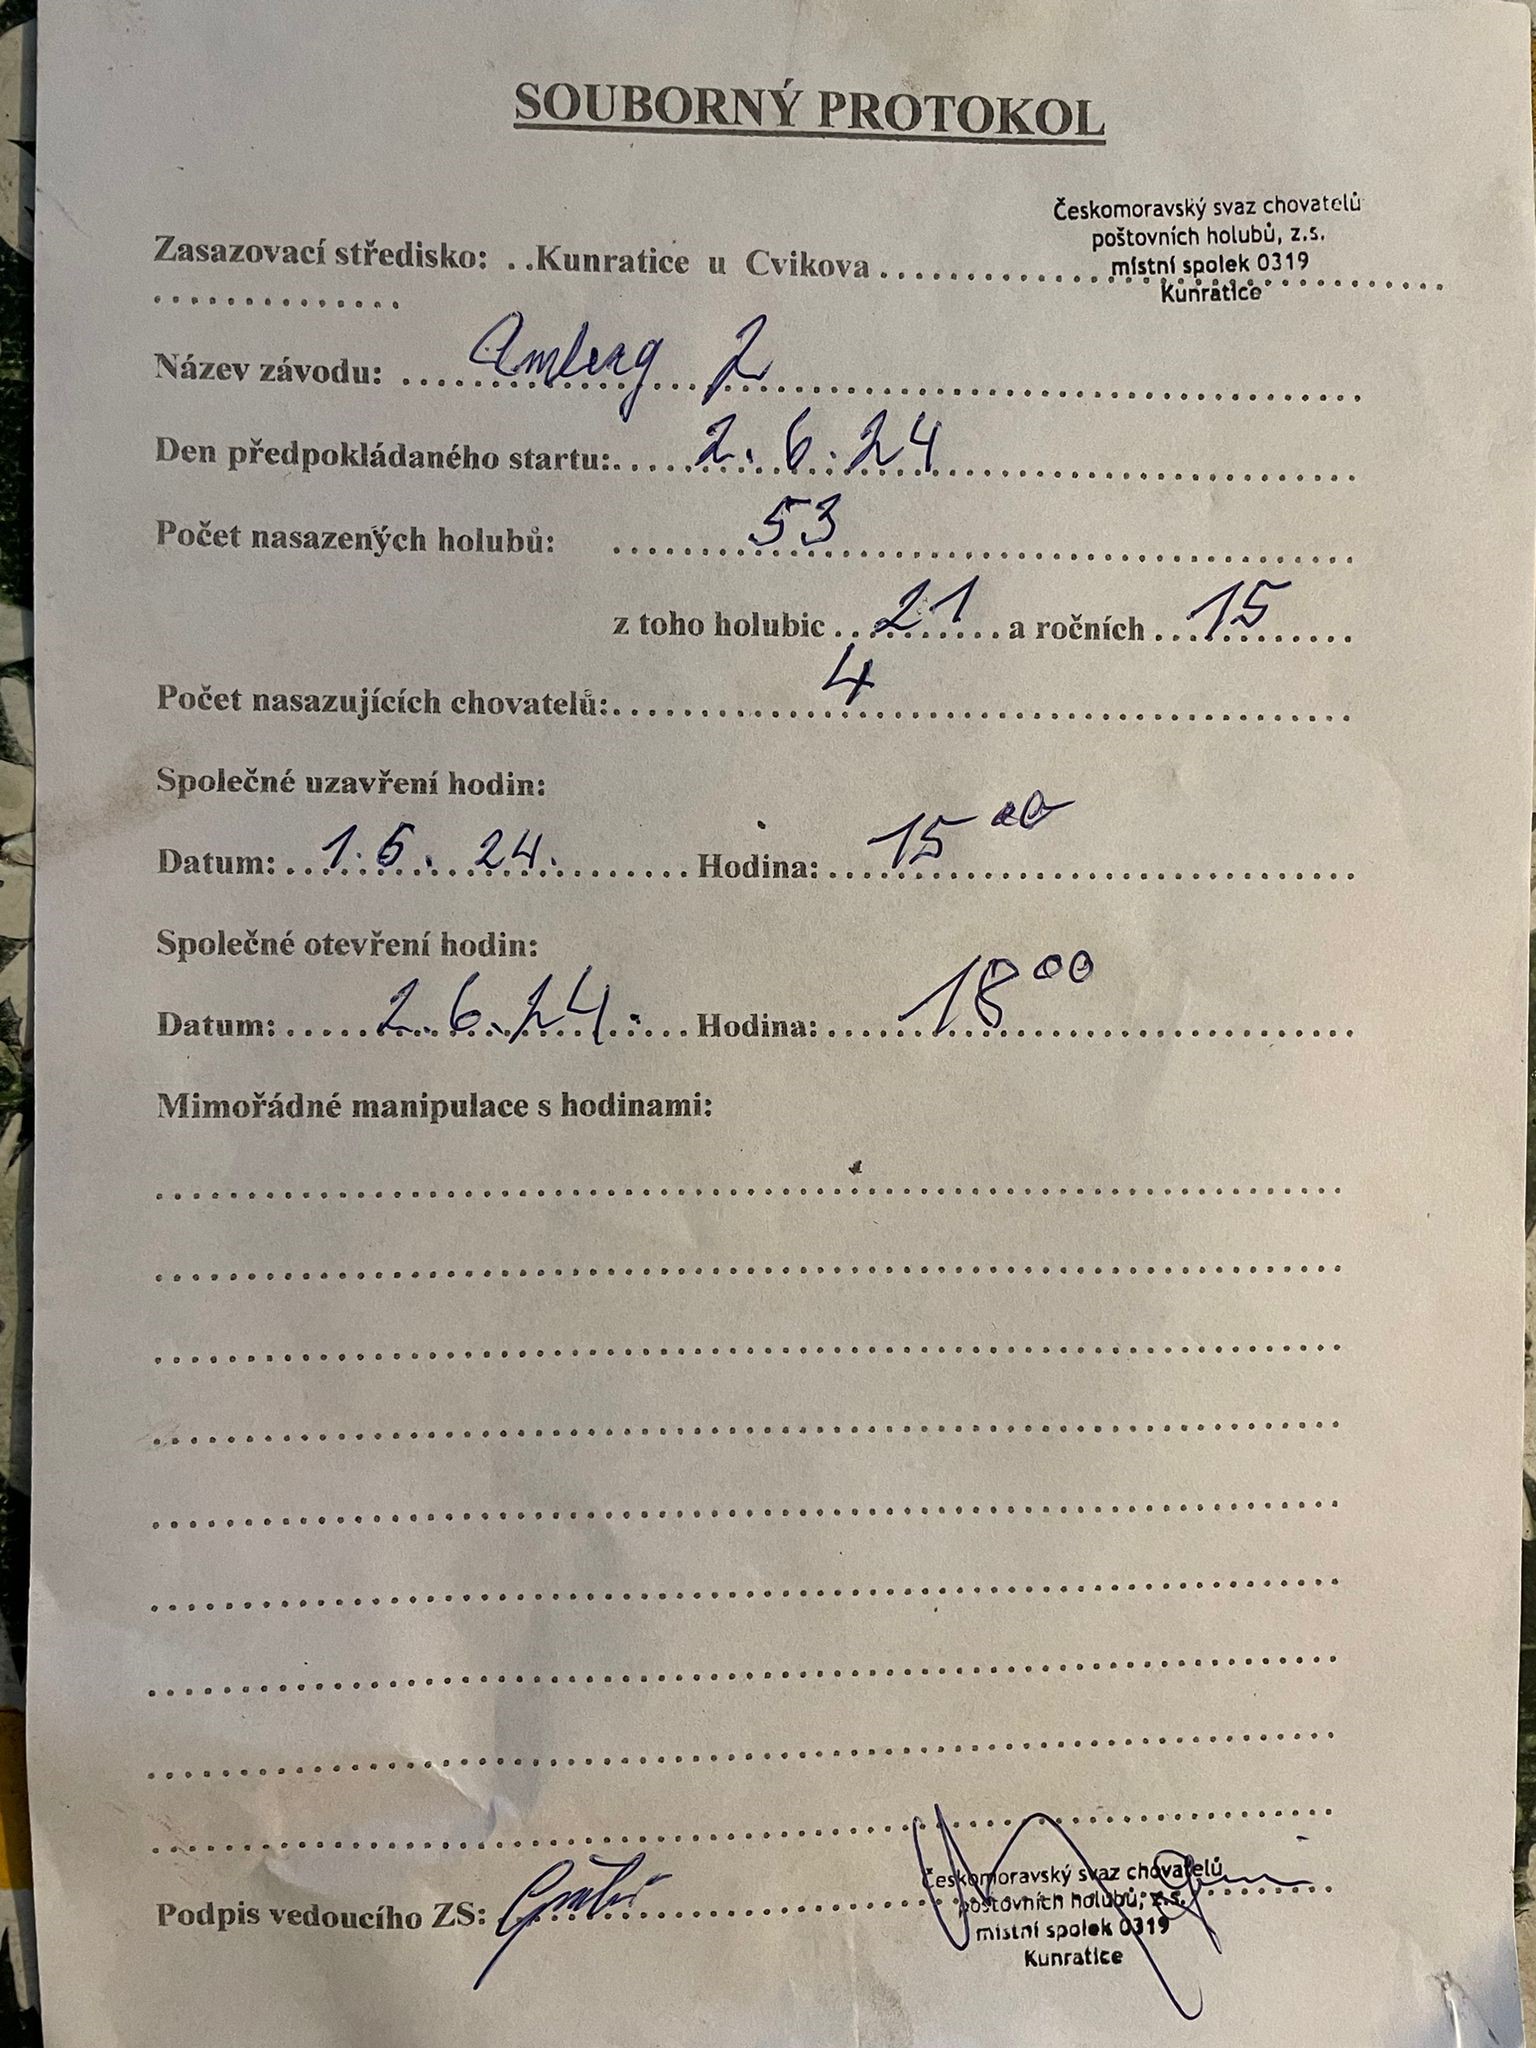 SOUBORNÝ PROTOKOL
Českomoravský svaz chovatelů
poštovních holubů, z.s.
místní spolek 0319
Kunratice
Zasazovací středisko: ..Kunratice u Cvikova
Název závodu: Amberg 2
Den předpokládaného startu: 2.6.24
Počet nasazených holubů: 53
z toho holubic 21 a ročních 15
Počet nasazujících chovatelů: 4
Společné uzavření hodin:
Datum: 1.6. 24. Hodina: 15 00
Společné otevření hodin:
Datum: 2.6.24. Hodina: 18 00
Mimořádné manipulace s hodinami:
Podpis vedoucího ZS:
Českomoravský svaz chovatelů
poštovních holubů, z.s.
místní spolek 0319
Kunratice